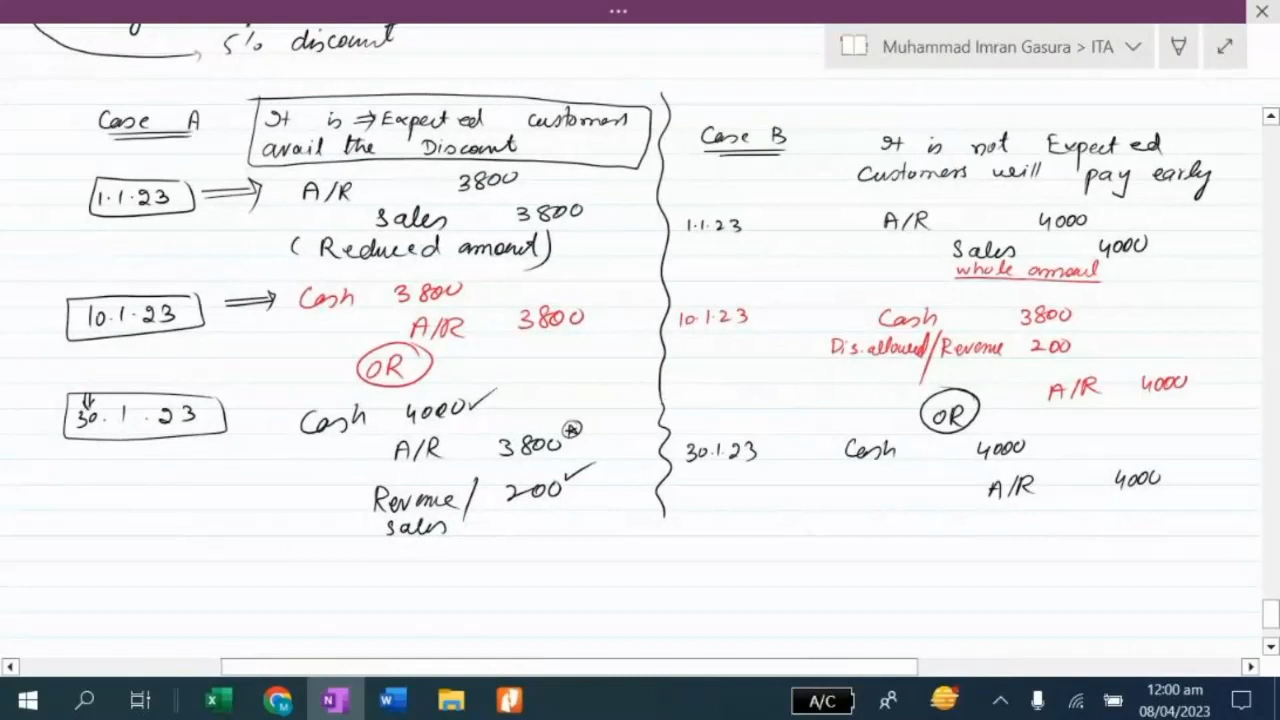 Muhammad Imran Gasura > ITA
5% discount
Case A
It is ⇒ Expected customers
avail the Discount
1.1.23 ⇒ A/R 3800
Sales 3800
(Reduced amount)
10.1.23 ⇒ Cash 3800
A/R 3800
OR
30.1.23 Cash 4000 ✓
A/R 3800
Revenue/ 200 ✓
sales
Case B It is not Expected
Customers will pay early
1.1.23 A/R 4000
Sales 4000
whole amount
10.1.23 Cash 3800
Dis. allowed/Revenue 200
A/R 4000
OR
30.1.23 Cash 4000
A/R 4000
A/C
12:00 am
08/04/2023